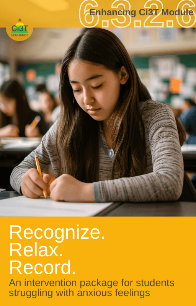 6.3.2.6
Enhancing Ci3T Module
Ci3T
Recognize.
Relax.
Record.
An intervention package for students
struggling with anxious feelings